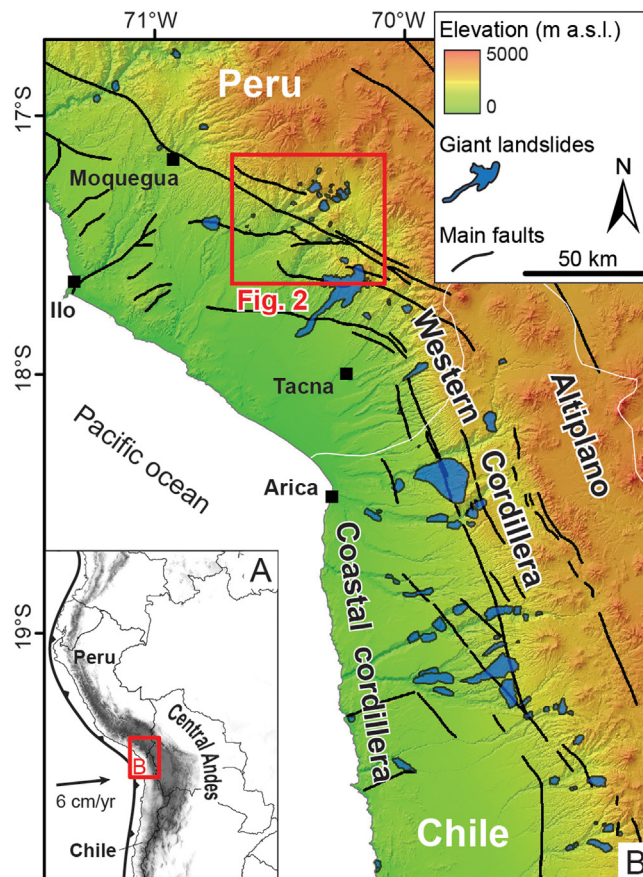 71°W
70°W
Elevation (m a.s.l.)
5000
0
Giant landslides
Main faults
N
50 km
17°S
Peru
Moquegua
Fig. 2
Ilo
18°S
Tacna
Western Cordillera
Altiplano
Pacific ocean
Arica
Coastal cordillera
19°S
A
Peru
Central Andes
B
6 cm/yr
Chile
Chile
B